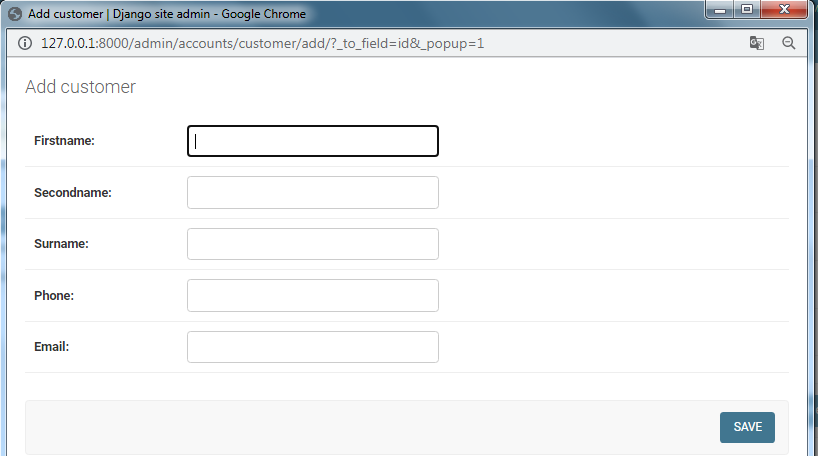 Add customer | Django site admin - Google Chrome
127.0.0.1:8000/admin/accounts/customer/add/?_to_field=id&_popup=1
Add customer
Firstname:
Secondname:
Surname:
Phone:
Email:
SAVE